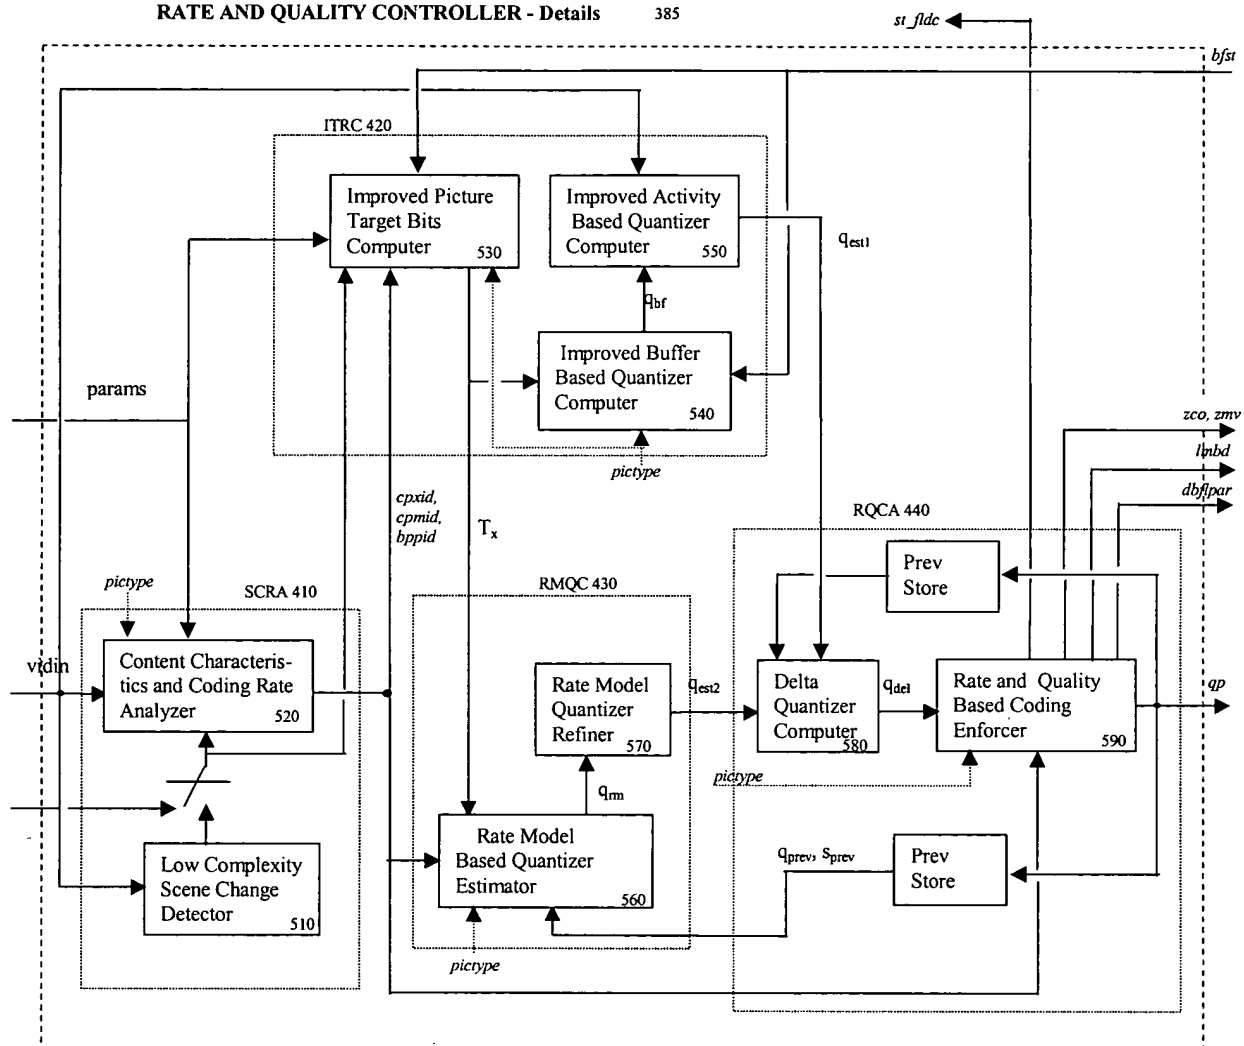 RATE AND QUALITY CONTROLLER - Details 385
st_fldc
bfst
ITRC 420
Improved Picture
Target Bits
Computer
530
Improved Activity
Based Quantizer
Computer
550
qest1
qbf
Improved Buffer
Based Quantizer
Computer
540
params
pictype
zco, zmv
lmbd
dbflpar
cpxid,
cpmid,
bppid
Tx
RQCA 440
Prev
Store
pictype
SCRA 410
RMQC 430
vidin
Content Characteris-
tics and Coding Rate
Analyzer
520
Rate Model
Quantizer
Refiner
570
qest2
Delta
Quantizer
Computer
580
qdel
Rate and Quality
Based Coding
Enforcer
590
qp
pictype
qrm
Low Complexity
Scene Change
Detector
510
Rate Model
Based Quantizer
Estimator
560
qprev, sprev
Prev
Store
pictype